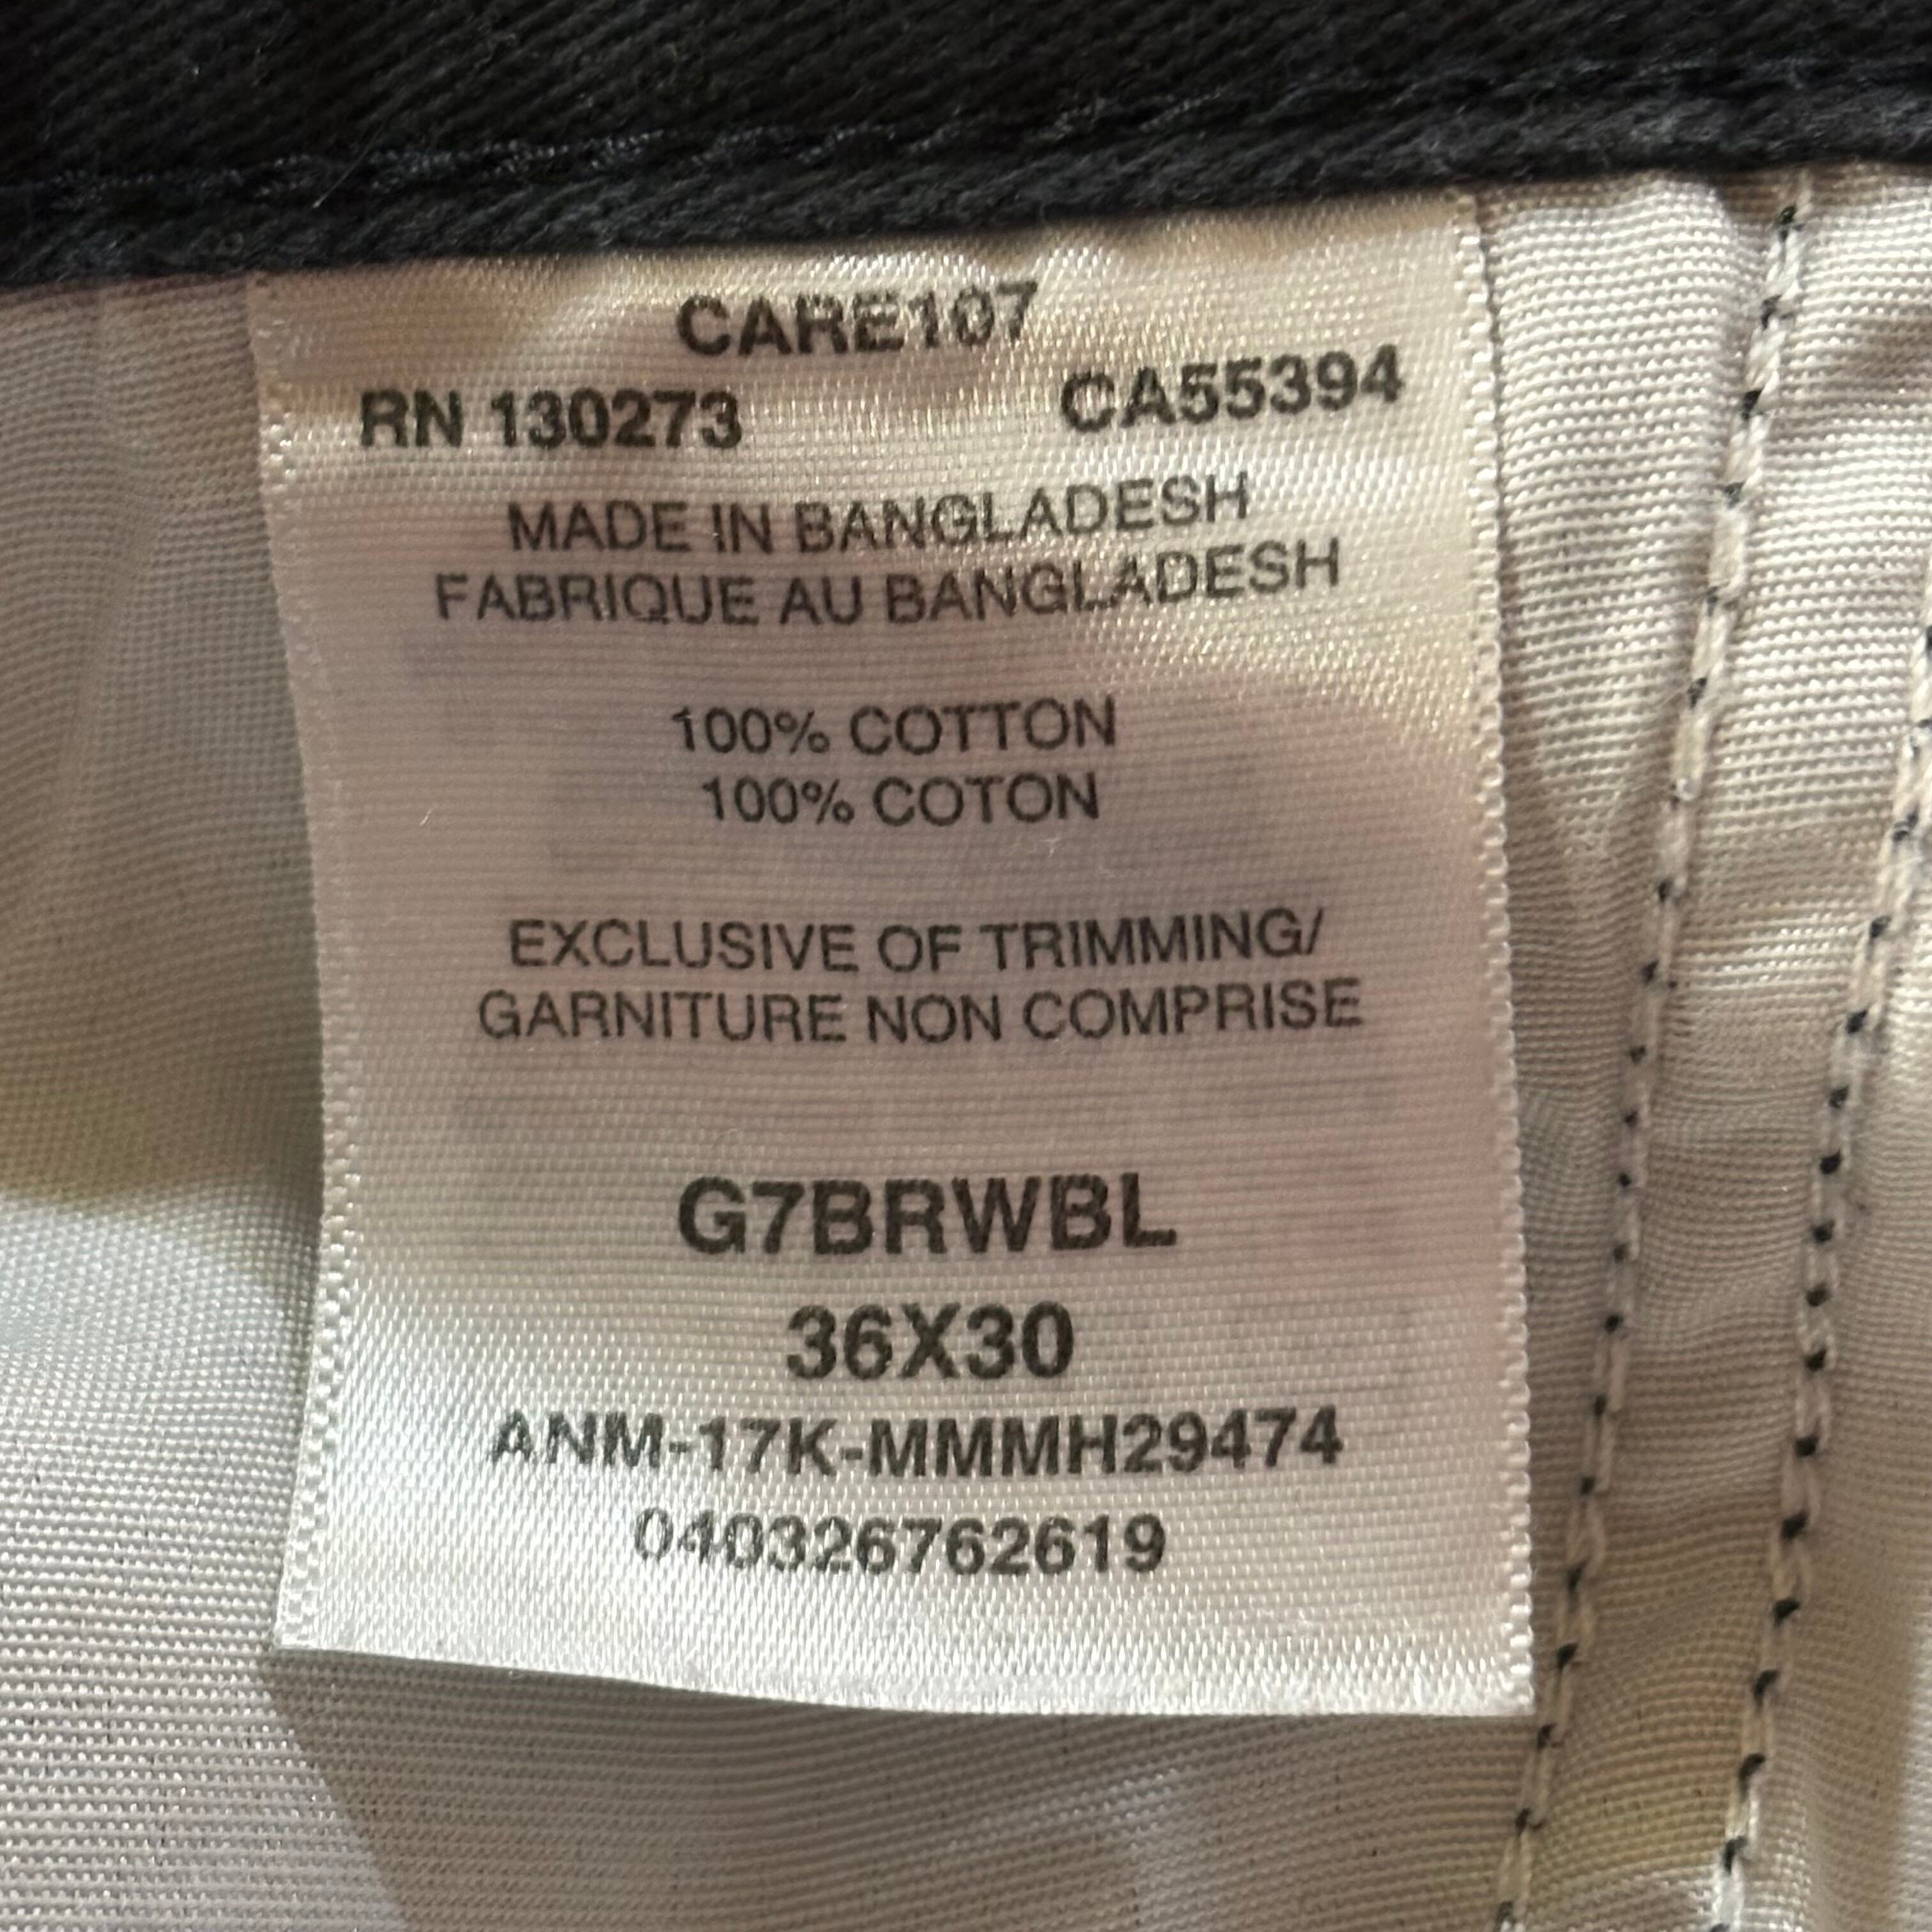 CARE107
RN 130273 CA55394
MADE IN BANGLADESH
FABRIQUE AU BANGLADESH
100% COTTON
100% COTON
EXCLUSIVE OF TRIMMING/
GARNITURE NON COMPRISE
G7BRWBL
36X30
ANM-17K-MMMH29474
040326762619